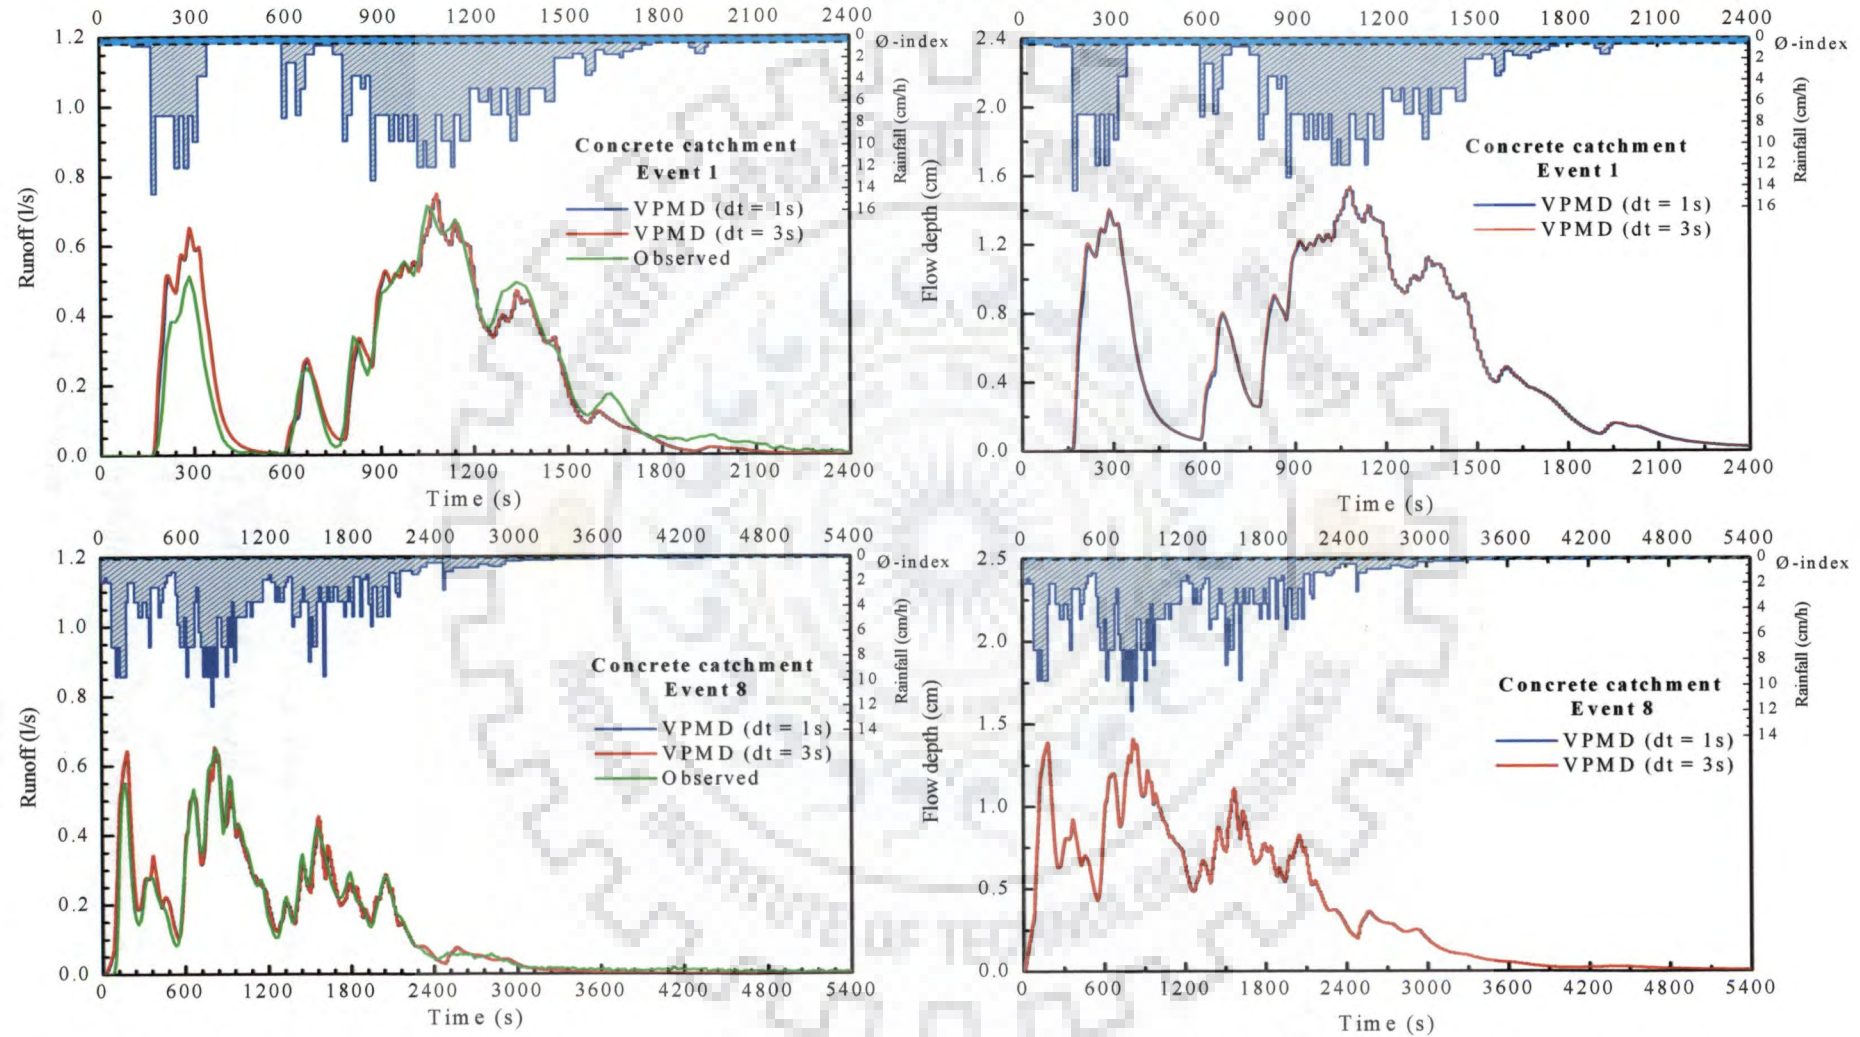 0 300 600 900 1200 1500 1800 2100 2400
1.2
1.0
0.8
0.6
0.4
0.2
0.0
Runoff (l/s)
0
2
4
6
8
10
12
14
16
Ø-index
Rainfall (cm/h)
Concrete catchment
Event 1
VPMD (dt = 1s)
VPMD (dt = 3s)
Observed
0 300 600 900 1200 1500 1800 2100 2400
Time (s)
0 300 600 900 1200 1500 1800 2100 2400
2.4
2.0
1.6
1.2
0.8
0.4
0.0
Flow depth (cm)
0
2
4
6
8
10
12
14
16
Ø-index
Rainfall (cm/h)
Concrete catchment
Event 1
VPMD (dt = 1s)
VPMD (dt = 3s)
0 300 600 900 1200 1500 1800 2100 2400
Time (s)
0 600 1200 1800 2400 3000 3600 4200 4800 5400
1.2
1.0
0.8
0.6
0.4
0.2
0.0
Runoff (l/s)
0
2
4
6
8
10
12
14
Ø-index
Rainfall (cm/h)
Concrete catchment
Event 8
VPMD (dt = 1s)
VPMD (dt = 3s)
Observed
0 600 1200 1800 2400 3000 3600 4200 4800 5400
Time (s)
0 600 1200 1800 2400 3000 3600 4200 4800 5400
2.5
2.0
1.5
1.0
0.5
0.0
Flow depth (cm)
0
2
4
6
8
10
12
14
Ø-index
Rainfall (cm/h)
Concrete catchment
Event 8
VPMD (dt = 1s)
VPMD (dt = 3s)
0 600 1200 1800 2400 3000 3600 4200 4800 5400
Time (s)